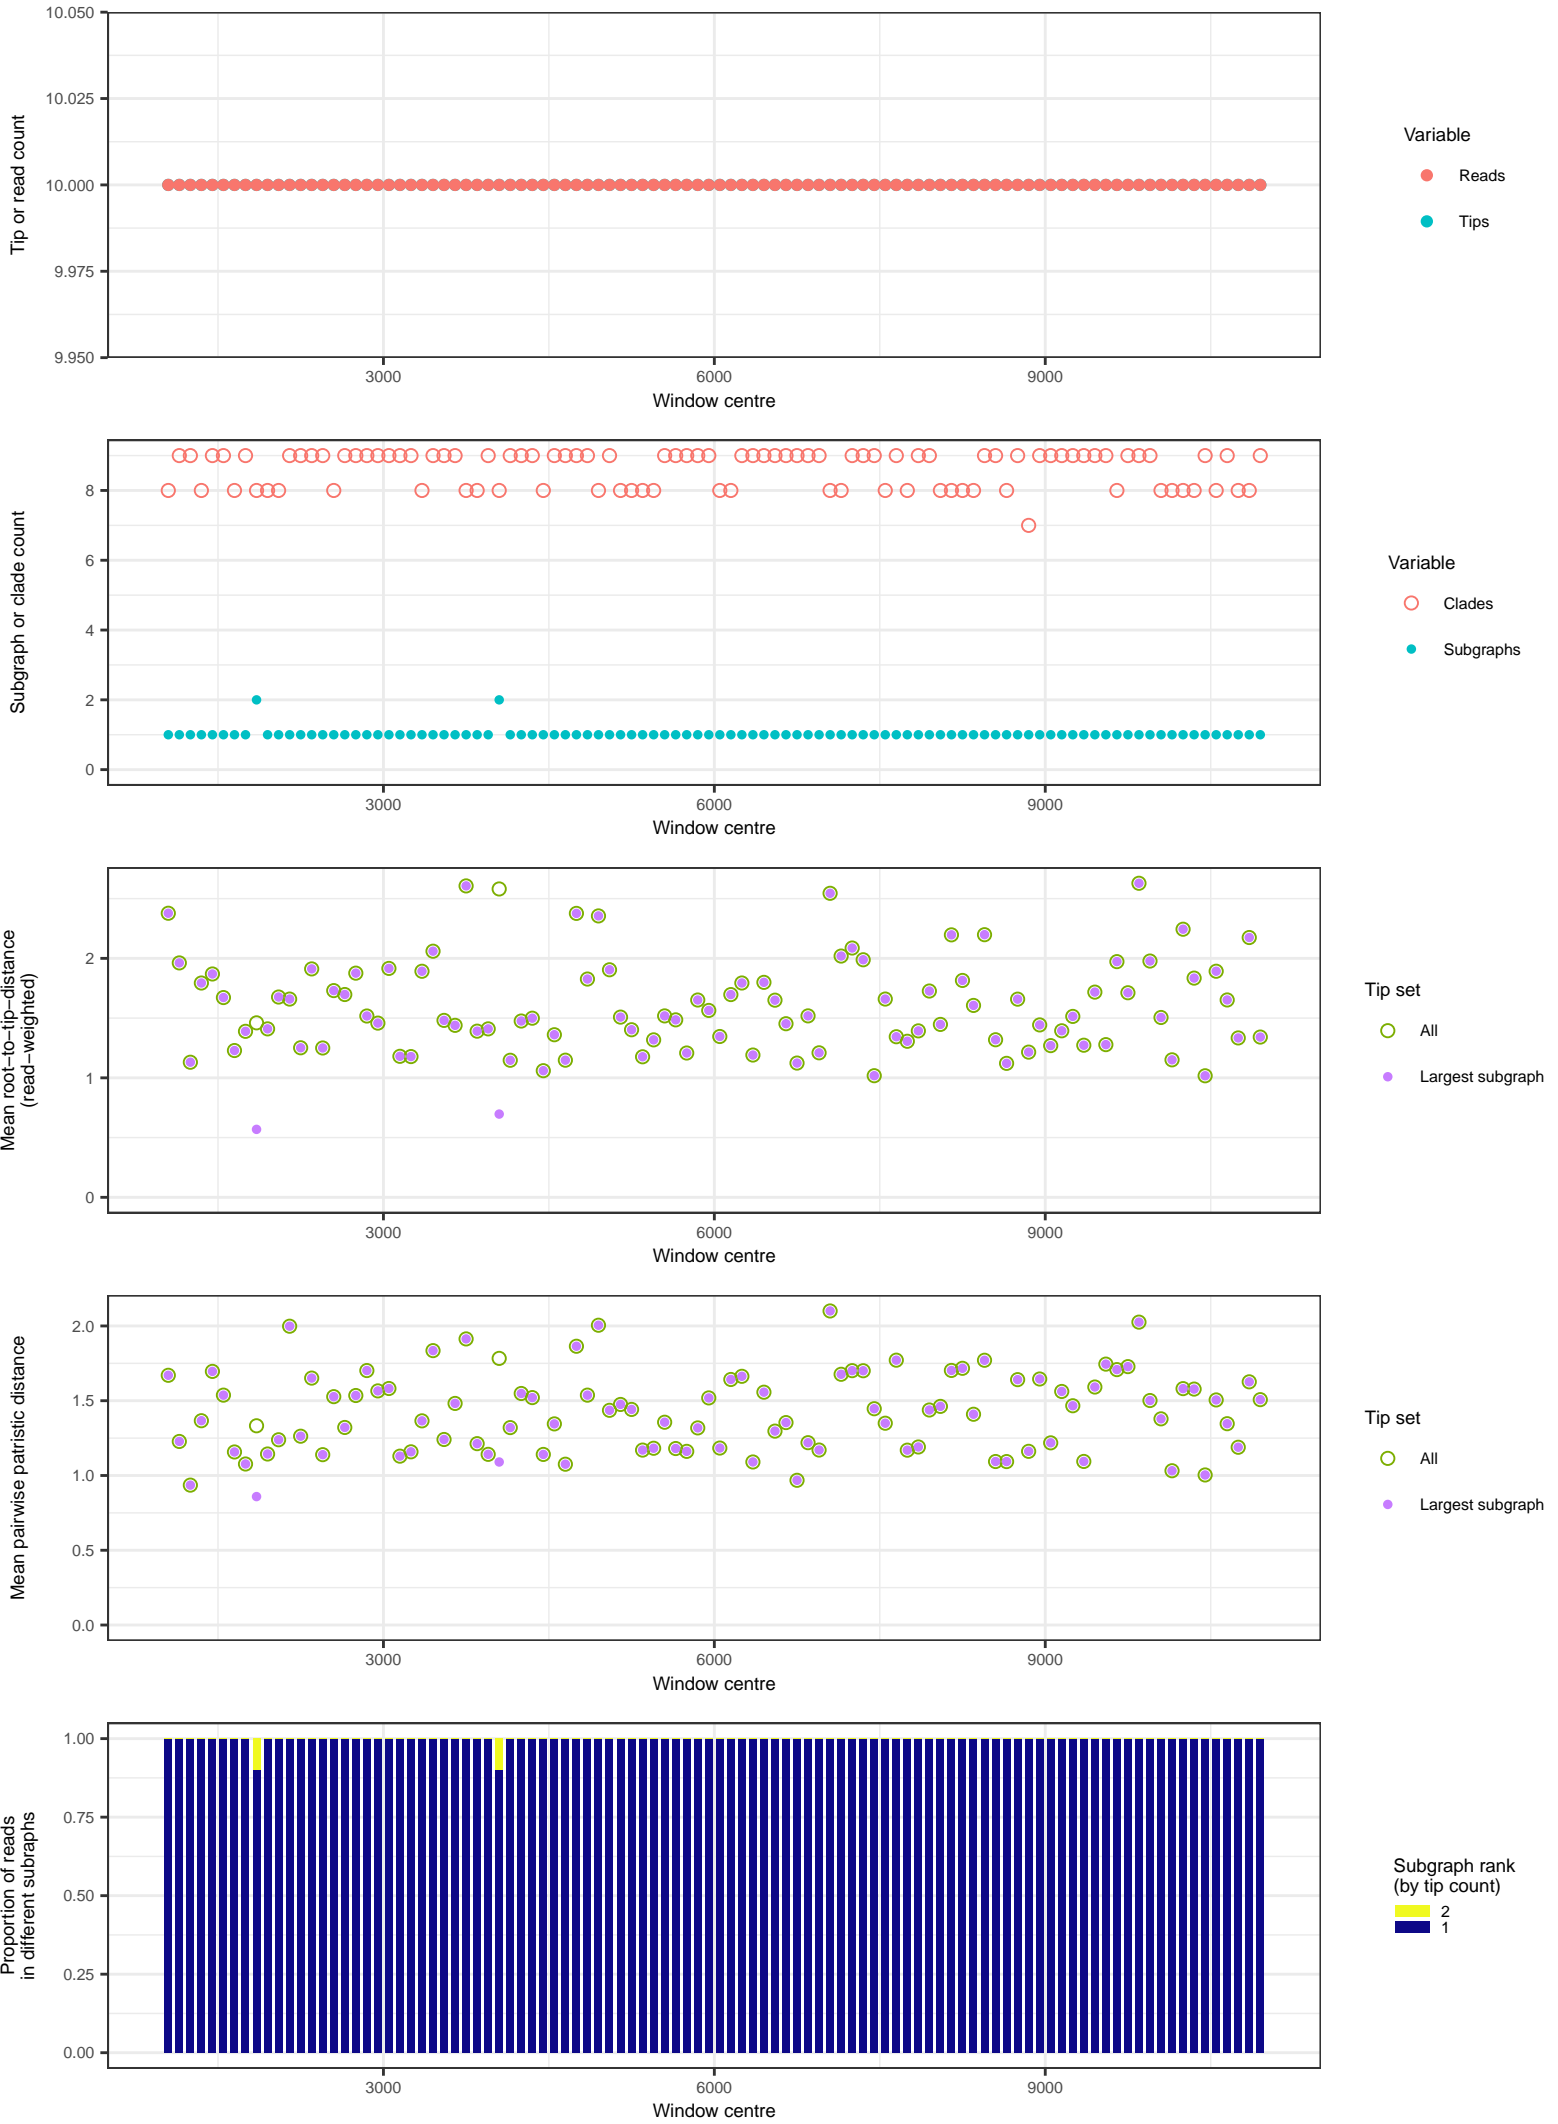 10.050
10.025
10.000
9.975
9.950
Tip or read count
3000
6000
9000
Window centre
Variable
Reads
Tips
8
6
4
2
0
Subgraph or clade count
3000
6000
9000
Window centre
Variable
Clades
Subgraphs
2
1
0
Mean root−to−tip−distance
(read−weighted)
3000
6000
9000
Window centre
Tip set
All
Largest subgraph
2.0
1.5
1.0
0.5
0.0
Mean pairwise patristic distance
3000
6000
9000
Window centre
Tip set
All
Largest subgraph
1.00
0.75
0.50
0.25
0.00
Proportion of reads
in different subraphs
3000
6000
9000
Window centre
Subgraph rank
(by tip count)
2
1